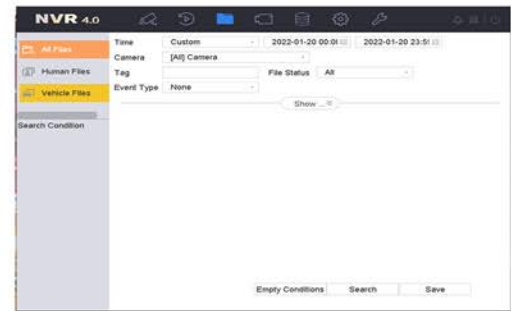 NVR 4.0
All Files
Human Files
Vehicle Files
Search Condition
Time Custom 2022-01-20 00:0 2022-01-20 23:5
Camera [All] Camera
Tag File Status All
Event Type None
Show ...
Empty Conditions Search Save